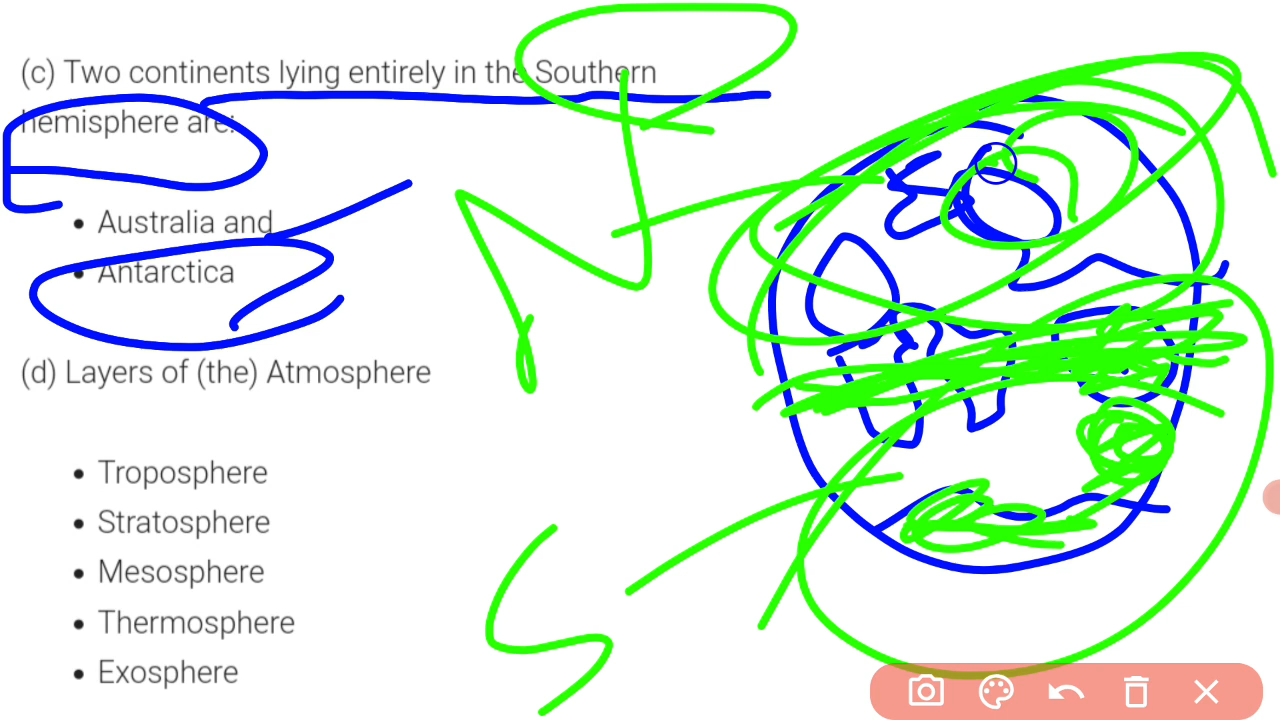 (c) Two continents lying entirely in the Southern
hemisphere are:
• Australia and
• Antarctica
(d) Layers of (the) Atmosphere
• Troposphere
• Stratosphere
• Mesosphere
• Thermosphere
• Exosphere
N
S